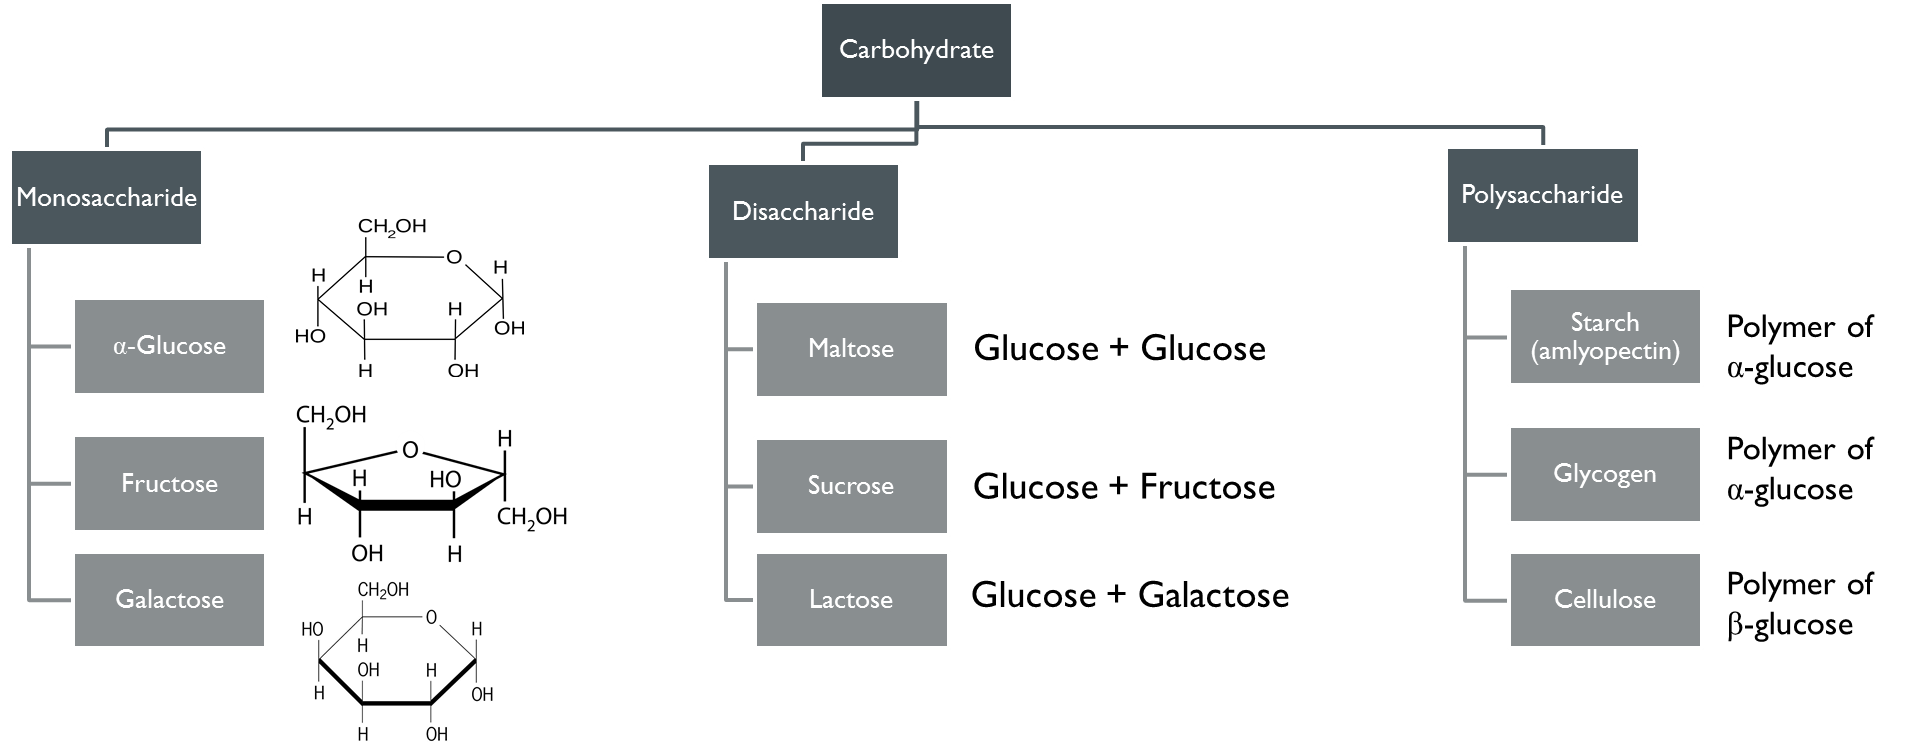 Carbohydrate
Monosaccharide
α-Glucose
CH₂OH
O
H
H
H
OH
H
HO
OH
H
OH
Fructose
CH₂OH
O
H
H
HO
H
CH₂OH
OH
H
Galactose
CH₂OH
O
HO
H
H
OH
H
H
OH
H
OH
Disaccharide
Maltose
Glucose + Glucose
Sucrose
Glucose + Fructose
Lactose
Glucose + Galactose
Polysaccharide
Starch
(amlyopectin)
Polymer of
α-glucose
Glycogen
Polymer of
α-glucose
Cellulose
Polymer of
β-glucose